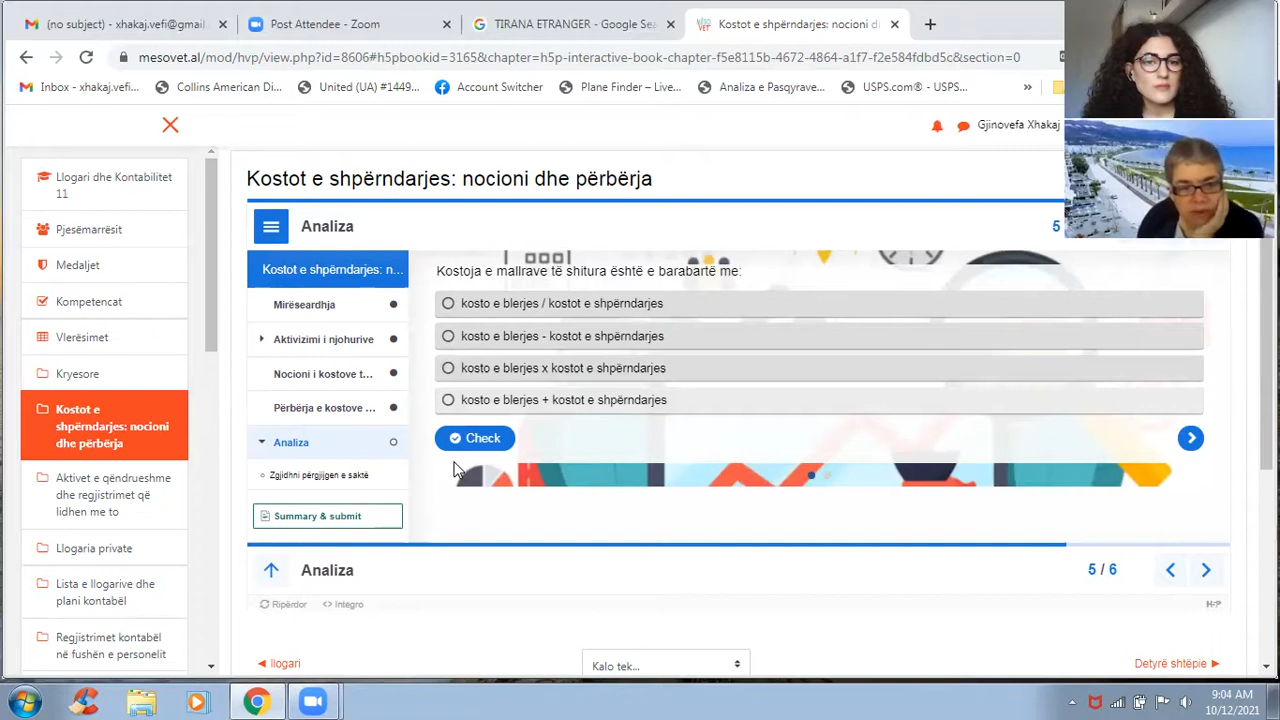 (no subject) - xhakaj.vefi@gmail
Post Attendee - Zoom
TIRANA ETRANGER - Google Sea
Kostot e shpërndarjes: nocioni d
mesovet.al/mod/hvp/view.php?id=8606#h5pbookid=3165&chapter=h5p-interactive-book-chapter-f5e8115b-4672-4864-a1f7-f2e584fdbd5c&section=0
Inbox - xhakaj.vefi...
Collins American Di...
United (UA) #1449...
Account Switcher
Plane Finder – Live...
Analiza e Pasqyrave...
USPS.com® - USPS...
»
Gjinovefa Xhakaj
Llogari dhe Kontabilitet
11
Pjesëmarrësit
Medaljet
Kompetencat
Vlerësimet
Kryesore
Kostot e
shpërndarjes: nocioni
dhe përbërja
Aktivet e qëndrueshme
dhe regjistrimet që
lidhen me to
Llogaria private
Lista e llogarive dhe
plani kontabël
Regjistrimet kontabël
në fushën e personelit
Kostot e shpërndarjes: nocioni dhe përbërja
Analiza
5
Kostot e shpërndarjes: n...
Mirëseardhja
Aktivizimi i njohurive
Nocioni i kostove t...
Përbërja e kostove ...
Analiza
Zgjidhni përgjigjen e saktë
Summary & submit
Kostoja e mallrave të shitura është e barabartë me:
kosto e blerjes / kostot e shpërndarjes
kosto e blerjes - kostot e shpërndarjes
kosto e blerjes x kostot e shpërndarjes
kosto e blerjes + kostot e shpërndarjes
Check
Analiza
5 / 6
Ripërdor
<> Integro
H-P
◀ llogari
Kalo tek...
Detyrë shtëpie ▶
9:04 AM
10/12/2021